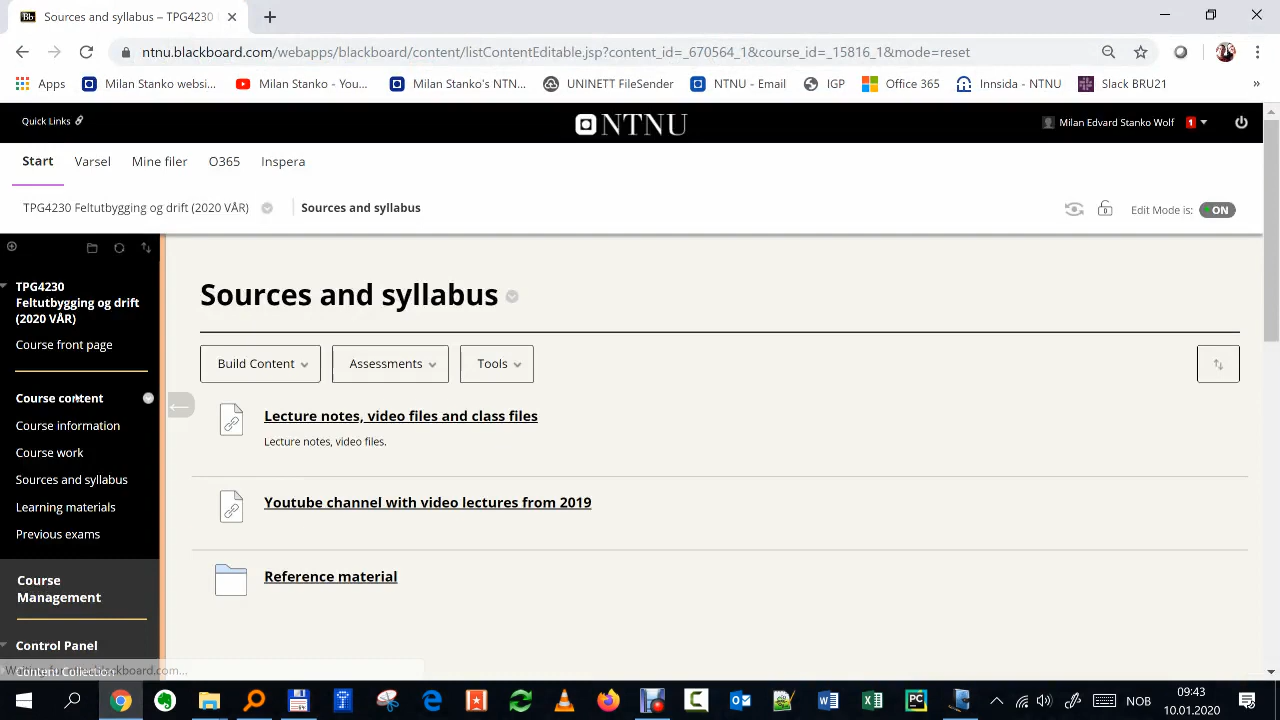 Sources and syllabus – TPG4230
ntnu.blackboard.com/webapps/blackboard/content/listContentEditable.jsp?content_id=_670564_1&course_id=_15816_1&mode=reset
Apps
Milan Stanko websi...
Milan Stanko - You...
Milan Stanko's NTN...
UNINETT FileSender
NTNU - Email
IGP
Office 365
Innsida - NTNU
Slack BRU21
»
Quick Links
NTNU
Milan Edvard Stanko Wolf
1
Start
Varsel
Mine filer
O365
Inspera
TPG4230 Feltutbygging og drift (2020 VÅR)
Sources and syllabus
Edit Mode is:
ON
TPG4230
Feltutbygging og drift
(2020 VÅR)
Course front page
Course content
Course information
Course work
Sources and syllabus
Learning materials
Previous exams
Course
Management
Control Panel
Content Collection
Sources and syllabus
Build Content
Assessments
Tools
Lecture notes, video files and class files
Lecture notes, video files.
Youtube channel with video lectures from 2019
Reference material
NOB
09:43
10.01.2020